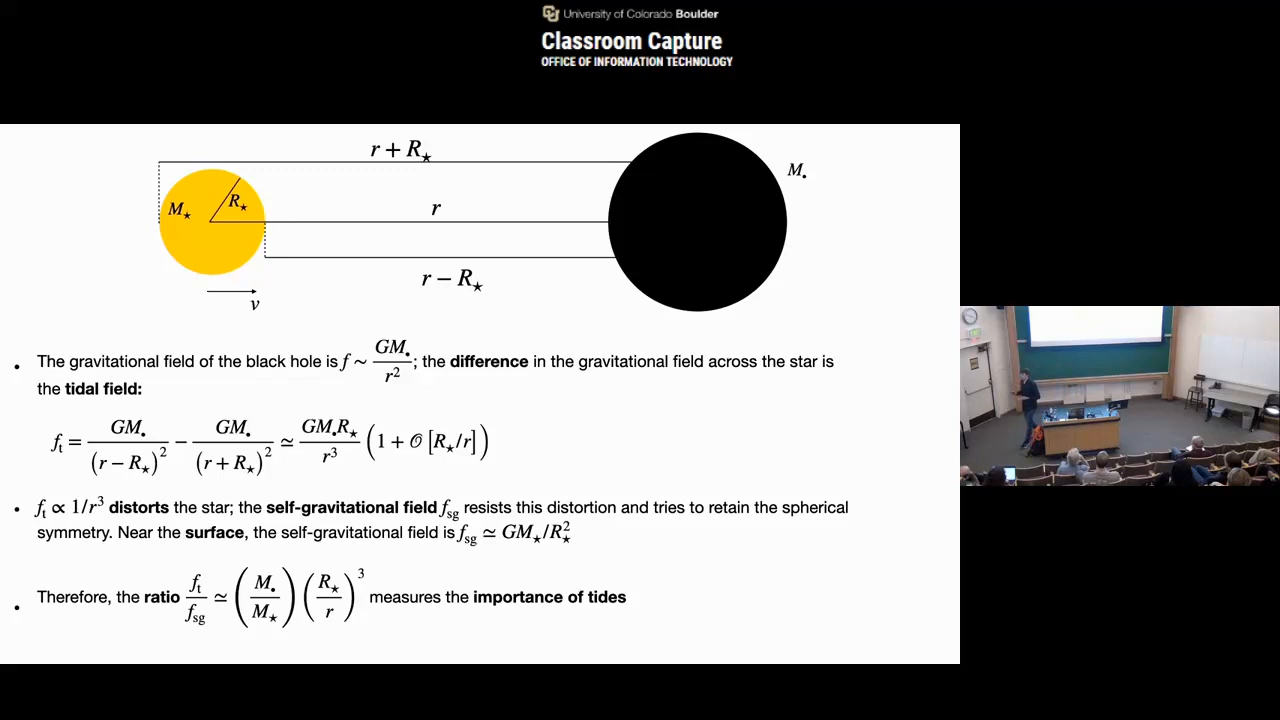 University of Colorado Boulder
Classroom Capture
OFFICE OF INFORMATION TECHNOLOGY
r + R⋆
M•
M⋆
R⋆
r
r − R⋆
v
• The gravitational field of the black hole is f ~ GM•/r²; the difference in the gravitational field across the star is
the tidal field:
fₜ = GM•/(r − R⋆)² − GM•/(r + R⋆)² ≃ GM•R⋆/r³ (1 + 𝒪 [R⋆/r])
• fₜ ∝ 1/r³ distorts the star; the self-gravitational field f_sg resists this distortion and tries to retain the spherical
symmetry. Near the surface, the self-gravitational field is f_sg ≃ GM⋆/R⋆²
• Therefore, the ratio fₜ/f_sg ≃ (M•/M⋆) (R⋆/r)³ measures the importance of tides